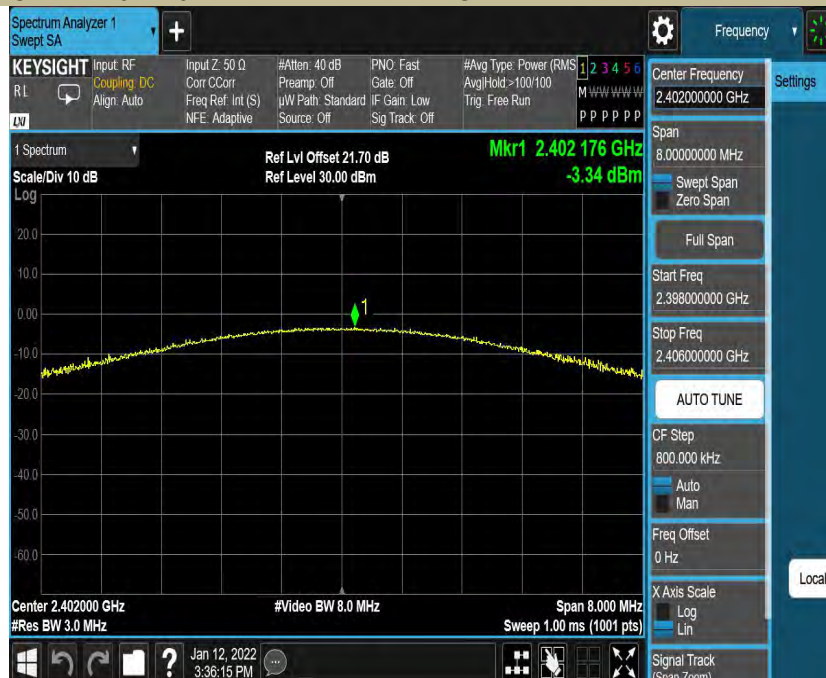 Spectrum Analyzer 1
Swept SA
+
Frequency
KEYSIGHT
R L
LXI
Input: RF
Coupling: DC
Align: Auto
Input Z: 50 Ω
Corr CCorr
Freq Ref: Int (S)
NFE: Adaptive
#Atten: 40 dB
Preamp: Off
µW Path: Standard
Source: Off
PNO: Fast
Gate: Off
IF Gain: Low
Sig Track: Off
#Avg Type: Power (RMS
Avg|Hold:>100/100
Trig: Free Run
1 2 3 4 5 6
M W W W W W
P P P P P P
1 Spectrum
Scale/Div 10 dB
Ref Lvl Offset 21.70 dB
Ref Level 30.00 dBm
Mkr1 2.402 176 GHz
-3.34 dBm
Log
20.0
10.0
0.00
-10.0
-20.0
-30.0
-40.0
-50.0
-60.0
1
Center 2.402000 GHz
#Res BW 3.0 MHz
#Video BW 8.0 MHz
Span 8.000 MHz
Sweep 1.00 ms (1001 pts)
?
Jan 12, 2022
3:36:15 PM
Center Frequency
2.402000000 GHz
Span
8.00000000 MHz
Swept Span
Zero Span
Full Span
Start Freq
2.398000000 GHz
Stop Freq
2.406000000 GHz
AUTO TUNE
CF Step
800.000 kHz
Auto
Man
Freq Offset
0 Hz
X Axis Scale
Log
Lin
Signal Track
(Span Zoom)
Settings
Local